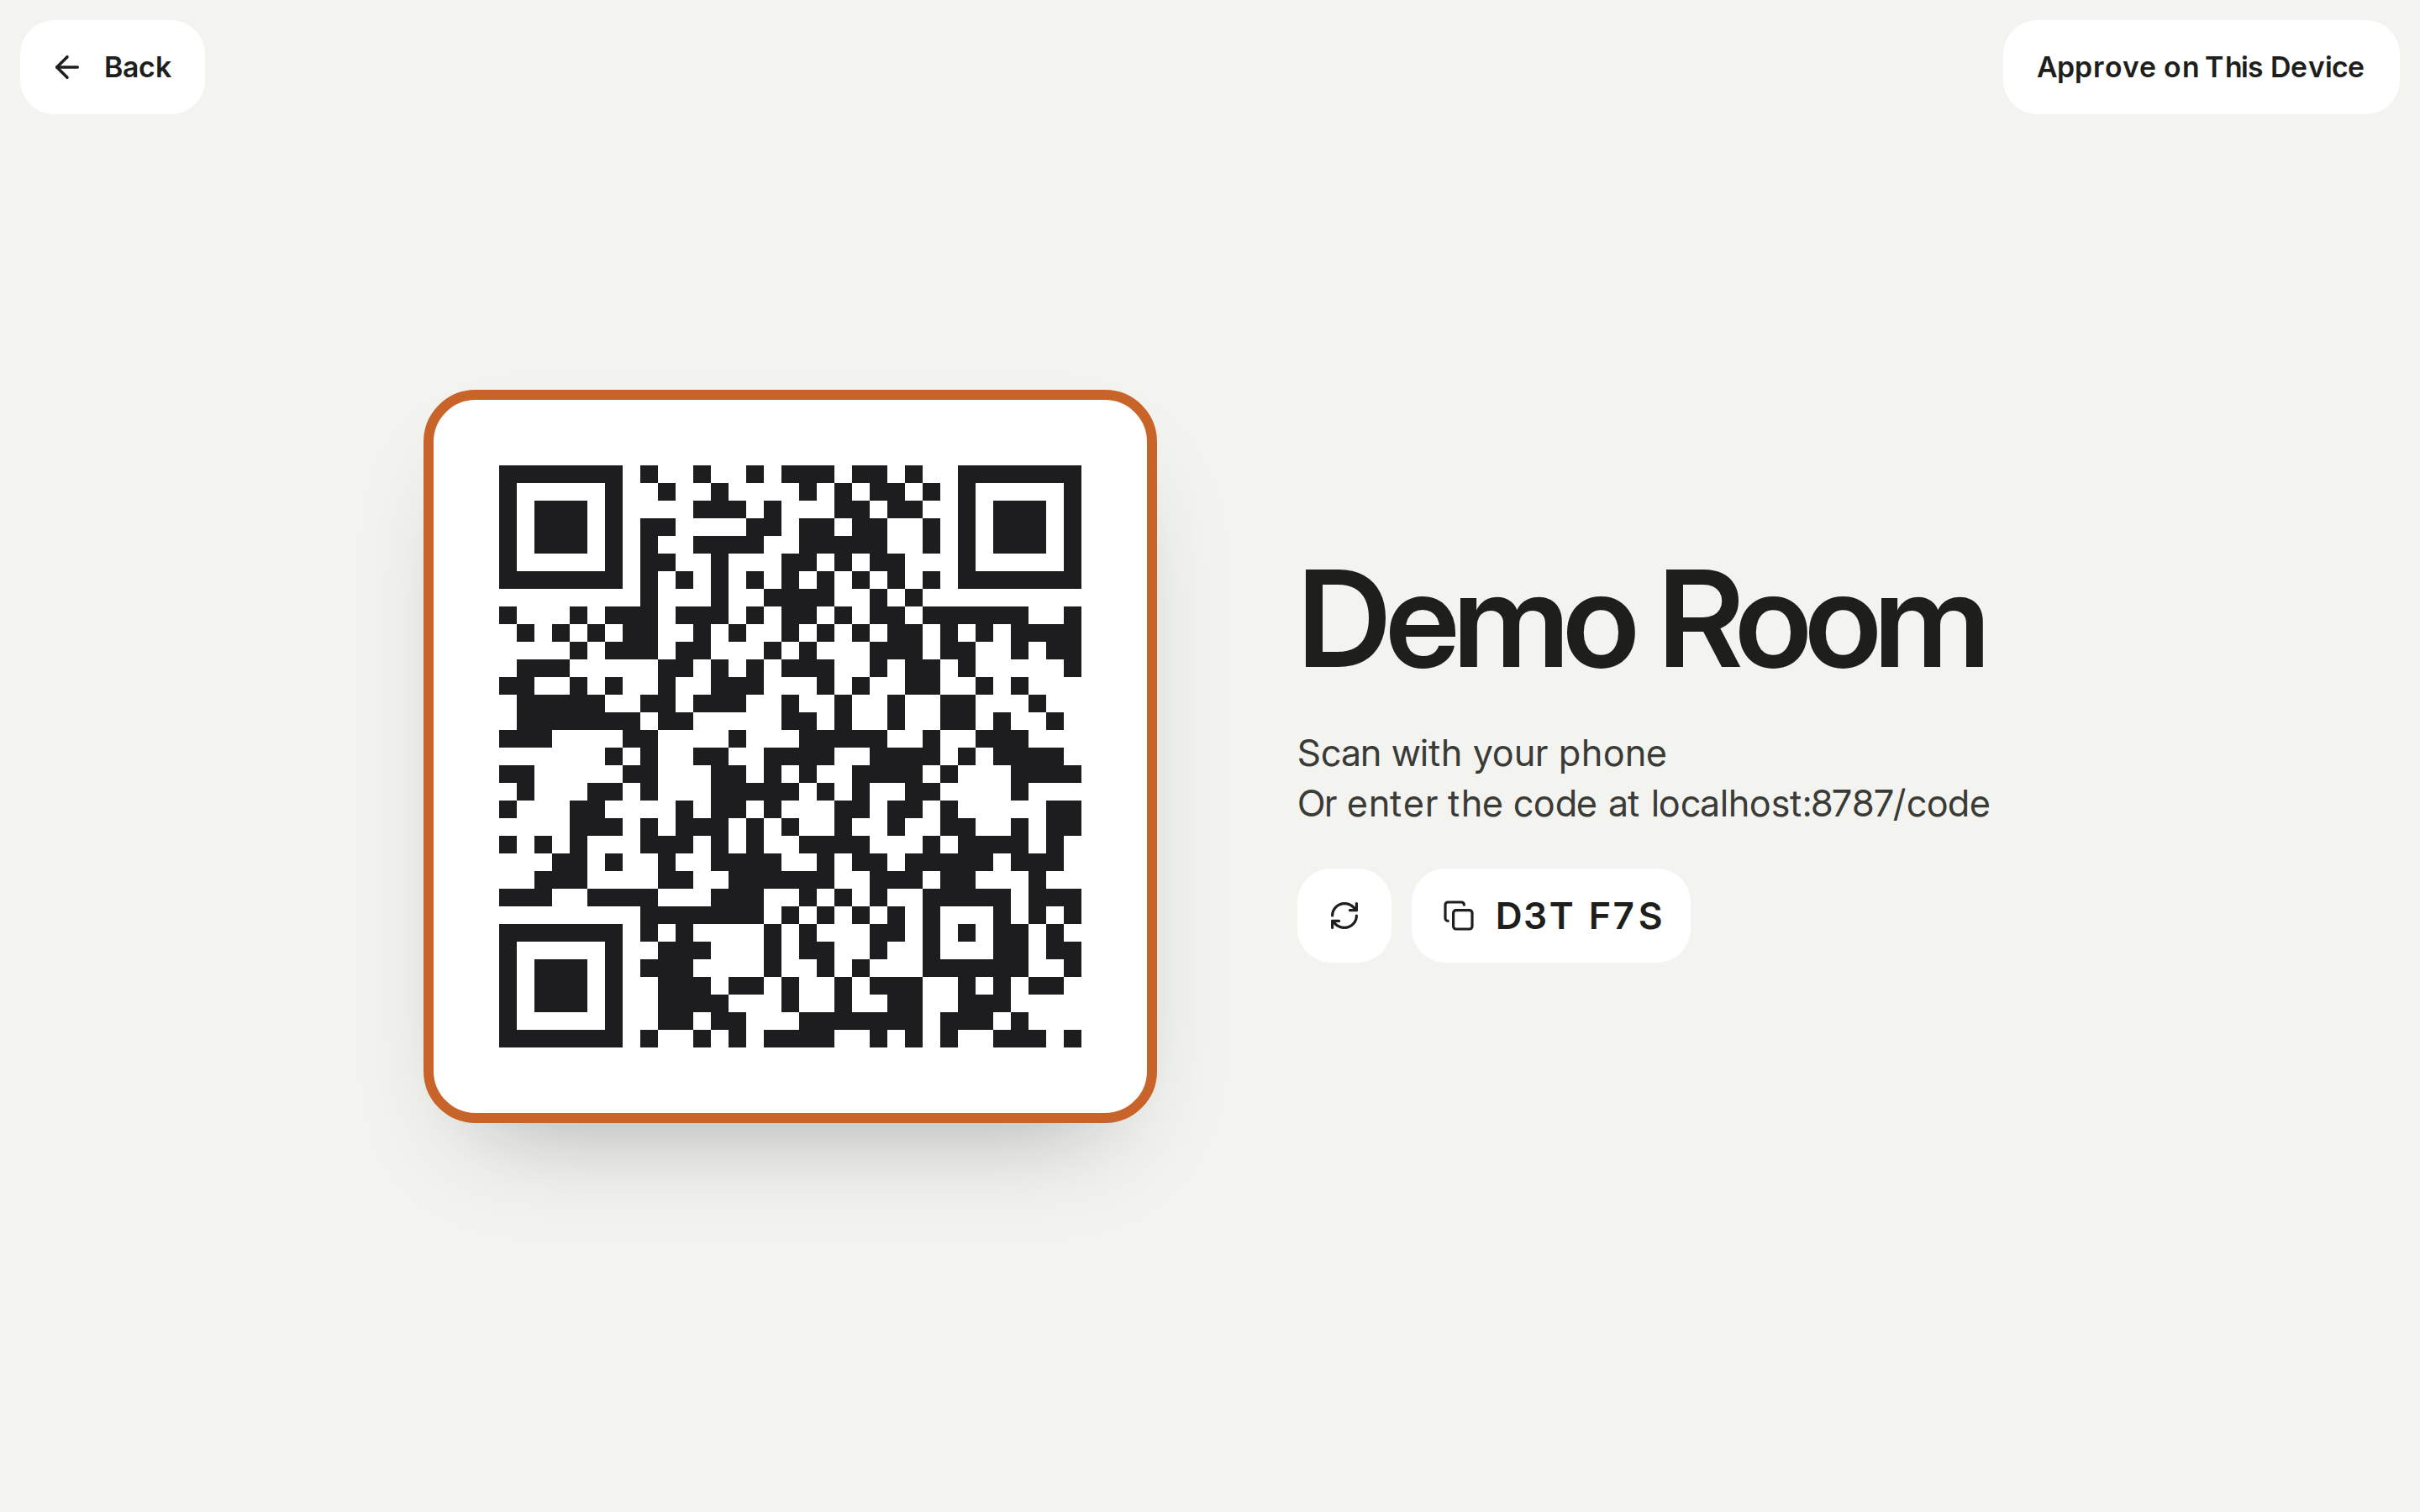 Back
Approve on This Device
Demo Room
Scan with your phone
Or enter the code at localhost:8787/code
D3T F7S